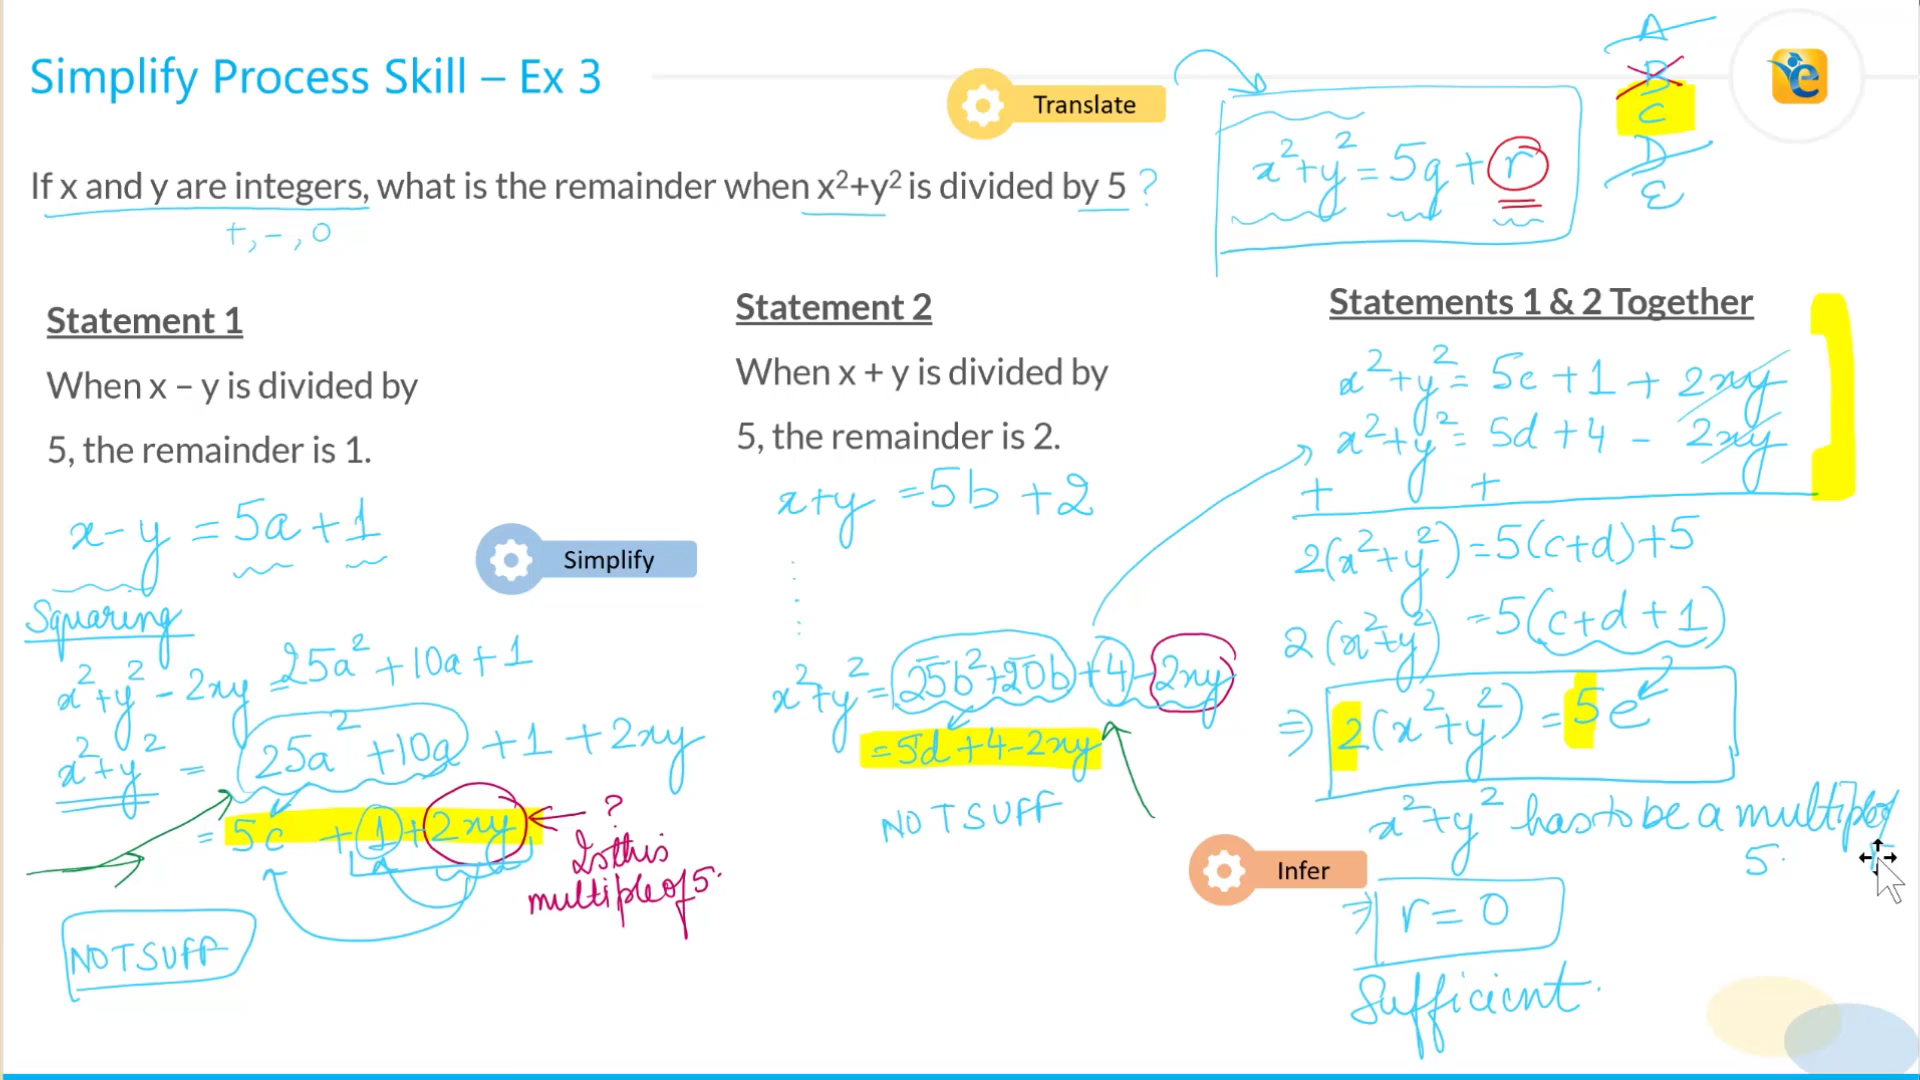 Simplify Process Skill – Ex 3
Translate
x²+y² = 5q + r
A
B
C
D
E
If x and y are integers, what is the remainder when x²+y² is divided by 5 ?
+, -, 0
Statement 1
When x – y is divided by
5, the remainder is 1.
x-y = 5a+1
Simplify
Squaring
x²+y²-2xy = 25a²+10a+1
x²+y² = 25a²+10a+1+2xy
= 5c +1+2xy
?
Is this
multiple of 5.
NOT SUFF
Statement 2
When x + y is divided by
5, the remainder is 2.
x+y = 5b+2
x²+y² = 25b²+20b+4-2xy
= 5d+4-2xy
NOT SUFF
Statements 1 & 2 Together
x²+y² = 5c+1+2xy
x²+y² = 5d+4-2xy
+ +
2(x²+y²) = 5(c+d)+5
2(x²+y²) = 5(c+d+1)
⇒ 2(x²+y²) = 5e
x²+y² has to be a multiple of
5.
Infer
⇒ r = 0
Sufficient.